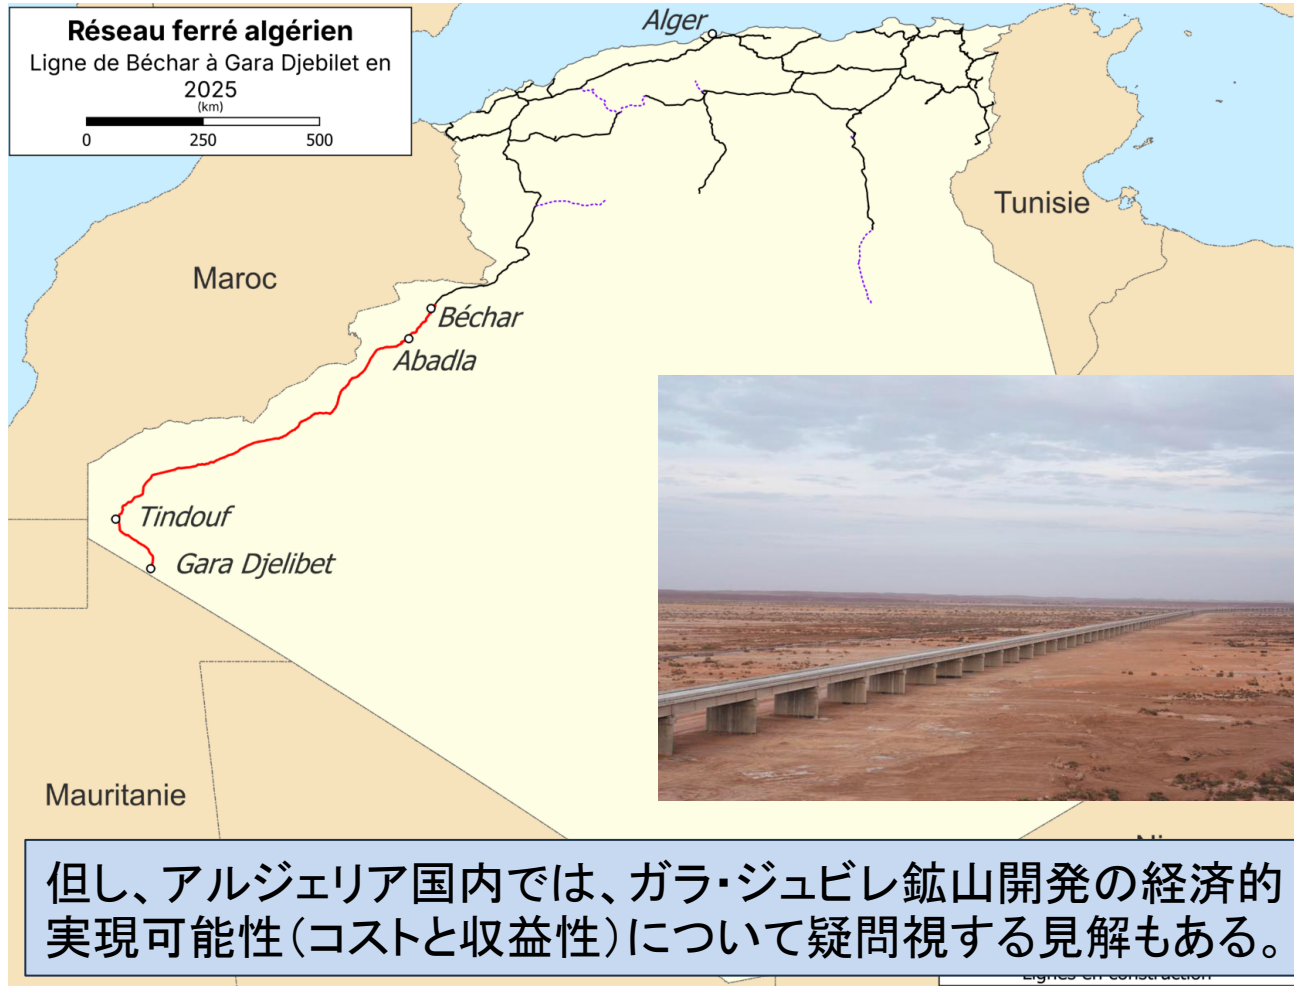 Réseau ferré algérien
Ligne de Béchar à Gara Djebilet en
2025
(km)
0 250 500
Alger
Tunisie
Maroc
Béchar
Abadla
Tindouf
Gara Djelibet
Mauritanie
但し、アルジェリア国内では、ガラ・ジュビレ鉱山開発の経済的
実現可能性(コストと収益性)について疑問視する見解もある。
Lignes en construction